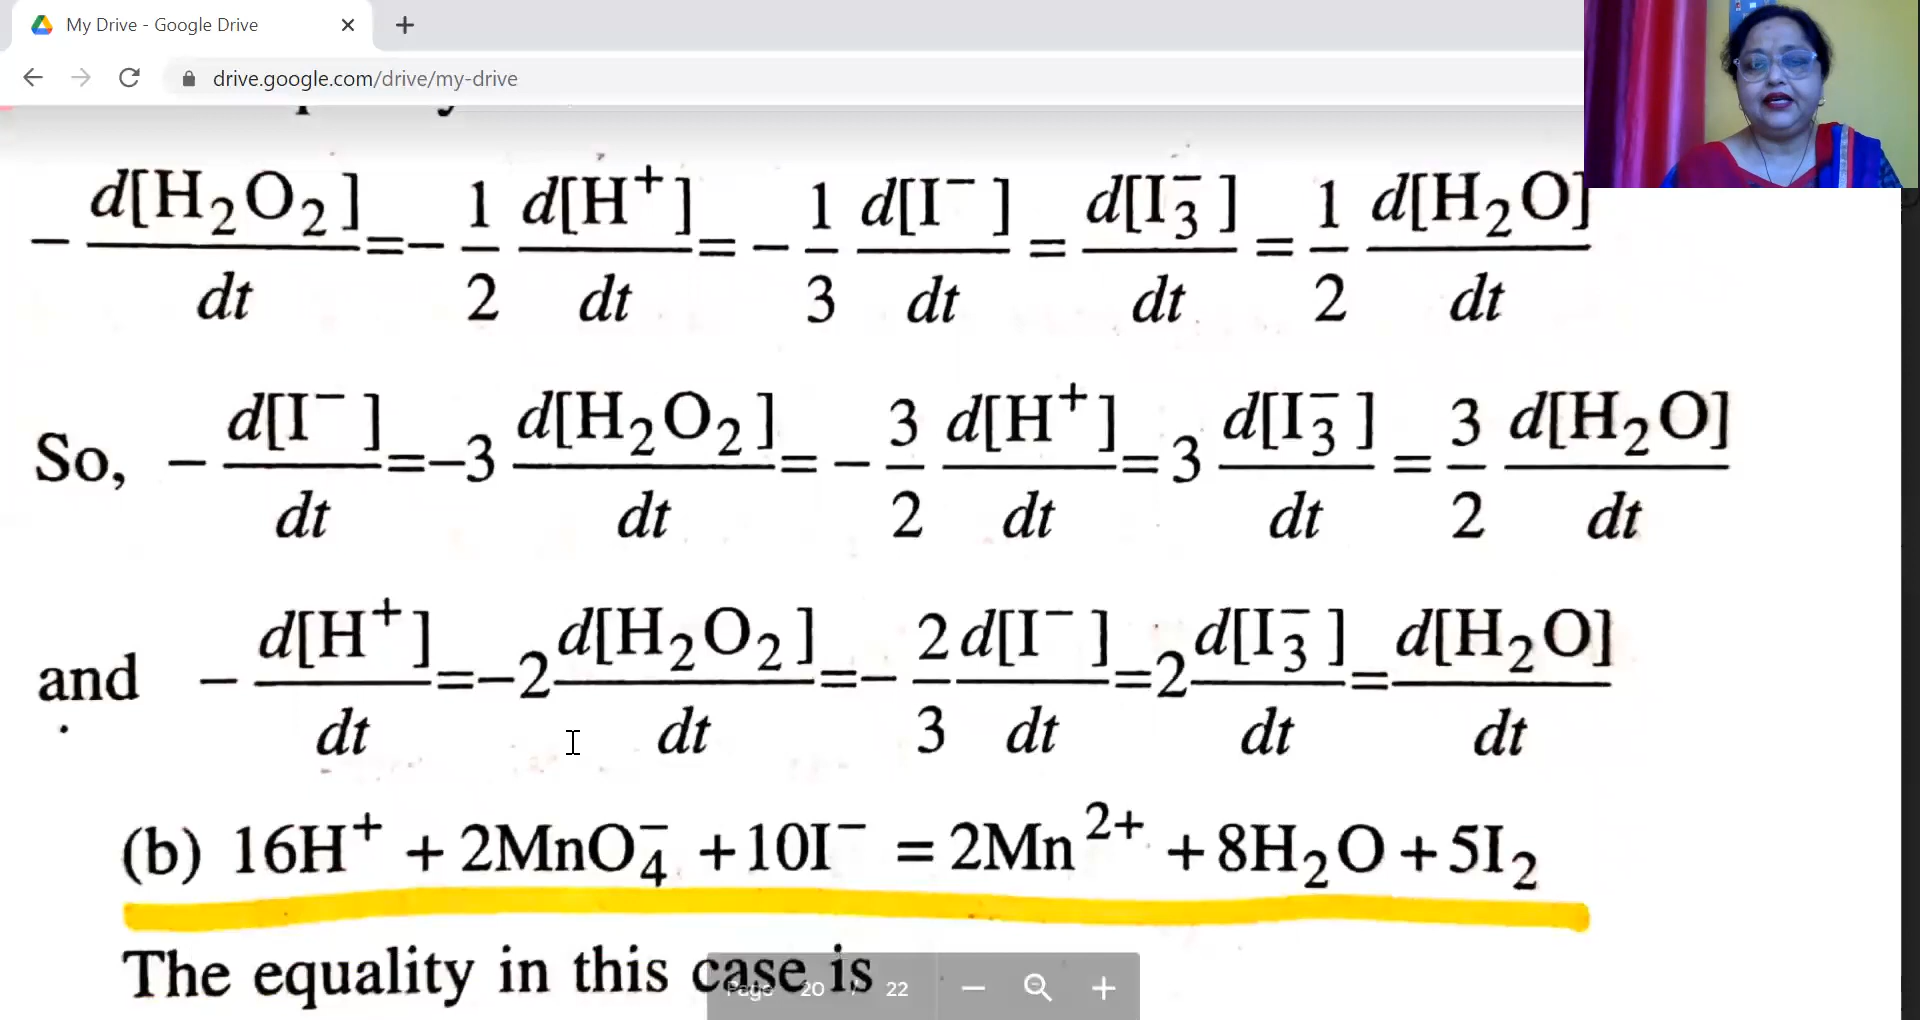 My Drive - Google Drive
drive.google.com/drive/my-drive
− d[H₂O₂]/dt = − 1/2 d[H⁺]/dt = − 1/3 d[I⁻]/dt = d[I₃⁻]/dt = 1/2 d[H₂O]/dt
So, − d[I⁻]/dt = −3 d[H₂O₂]/dt = − 3/2 d[H⁺]/dt = 3 d[I₃⁻]/dt = 3/2 d[H₂O]/dt
and − d[H⁺]/dt = −2 d[H₂O₂]/dt = − 2/3 d[I⁻]/dt = 2 d[I₃⁻]/dt = d[H₂O]/dt
(b) 16H⁺ + 2MnO₄⁻ + 10I⁻ = 2Mn²⁺ + 8H₂O + 5I₂
The equality in this case is
Page 20 / 22